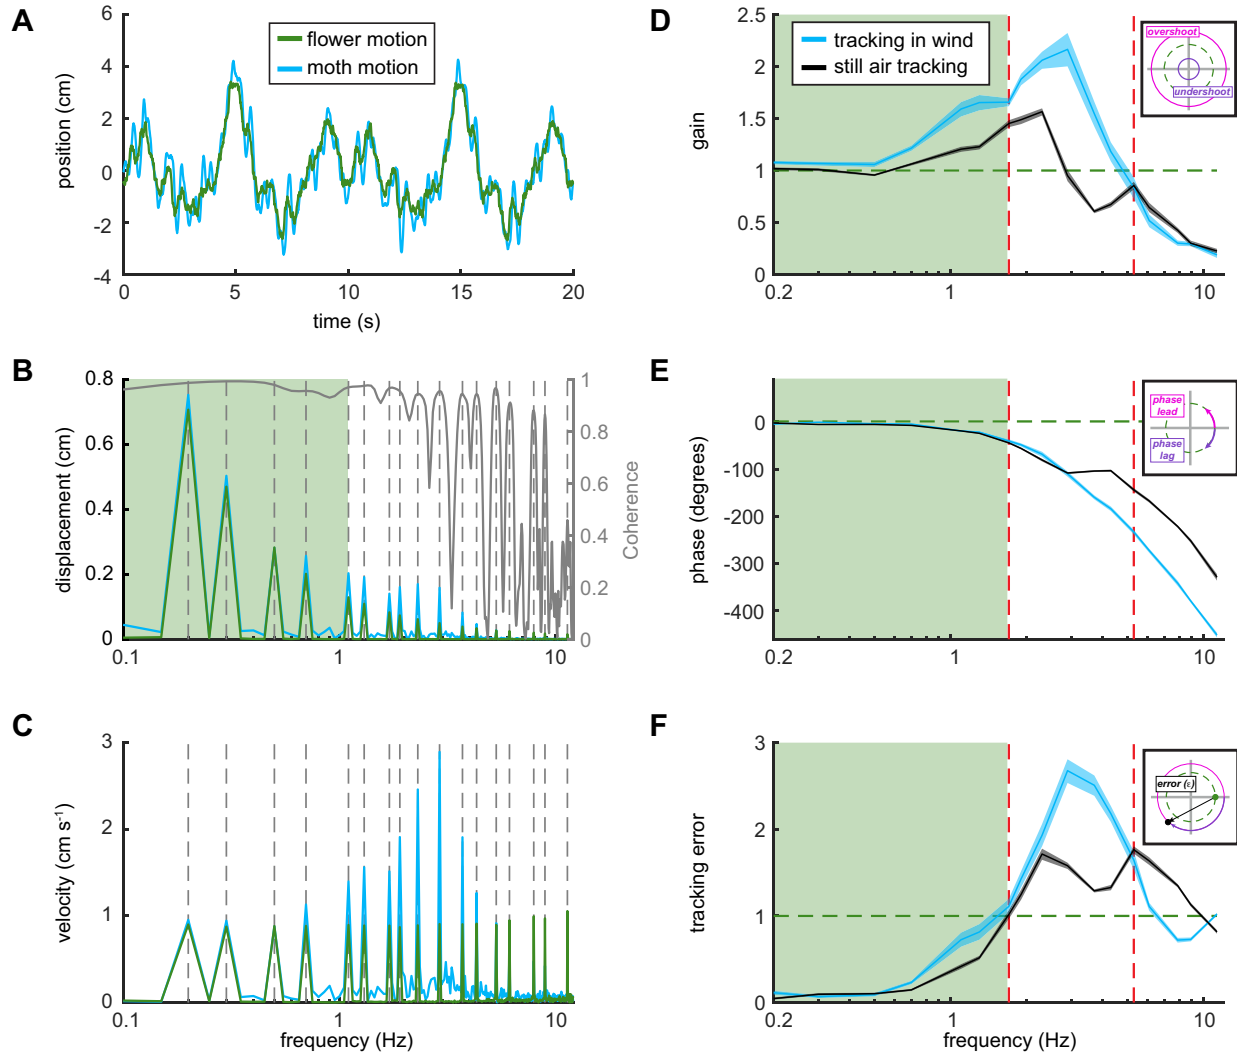 A
flower motion
moth motion
position (cm)
6
4
2
0
-2
-4
0
5
10
15
20
time (s)
B
displacement (cm)
0.8
0.6
0.4
0.2
0
0.1
1
10
1
0.8
0.6
0.4
0.2
0
Coherence
C
velocity (cm s⁻¹)
3
2
1
0
0.1
1
10
frequency (Hz)
D
tracking in wind
still air tracking
gain
2.5
2
1.5
1
0.5
0
0.2
1
10
overshoot
undershoot
E
phase (degrees)
0
-100
-200
-300
-400
0.2
1
10
phase
lead
phase
lag
F
tracking error
3
2
1
0
0.2
1
10
frequency (Hz)
error (ε)